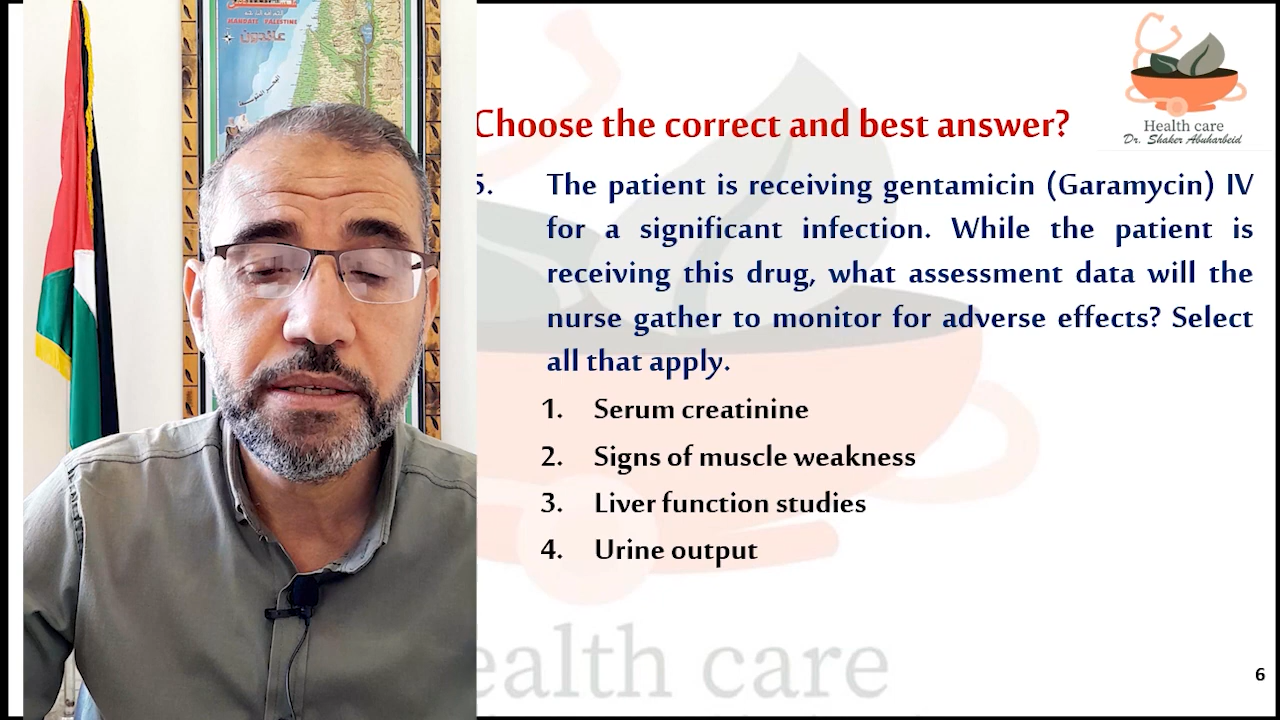 MANDATE PALESTINE
عائدون
Choose the correct and best answer?
Health care
Dr. Shaker Abuharbeid
5. The patient is receiving gentamicin (Garamycin) IV
for a significant infection. While the patient is
receiving this drug, what assessment data will the
nurse gather to monitor for adverse effects? Select
all that apply.
1. Serum creatinine
2. Signs of muscle weakness
3. Liver function studies
4. Urine output
ealth care
6